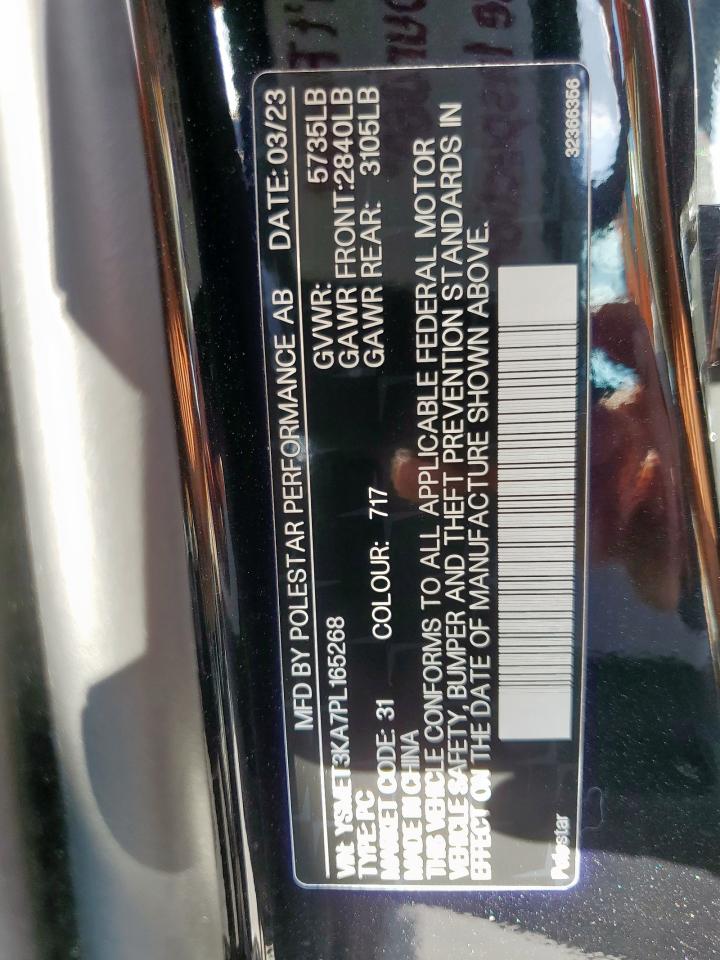 MFD BY POLESTAR PERFORMANCE AB DATE: 03/23
VIN: YSMET3KA7PL165268 GVWR: 5735LB
TYPE: PC GAWR FRONT: 2840LB
MARKET CODE: 31 COLOUR: 717 GAWR REAR: 3105LB
MADE IN CHINA
THIS VEHICLE CONFORMS TO ALL APPLICABLE FEDERAL MOTOR
VEHICLE SAFETY, BUMPER AND THEFT PREVENTION STANDARDS IN
EFFECT ON THE DATE OF MANUFACTURE SHOWN ABOVE.
Polestar 32366356